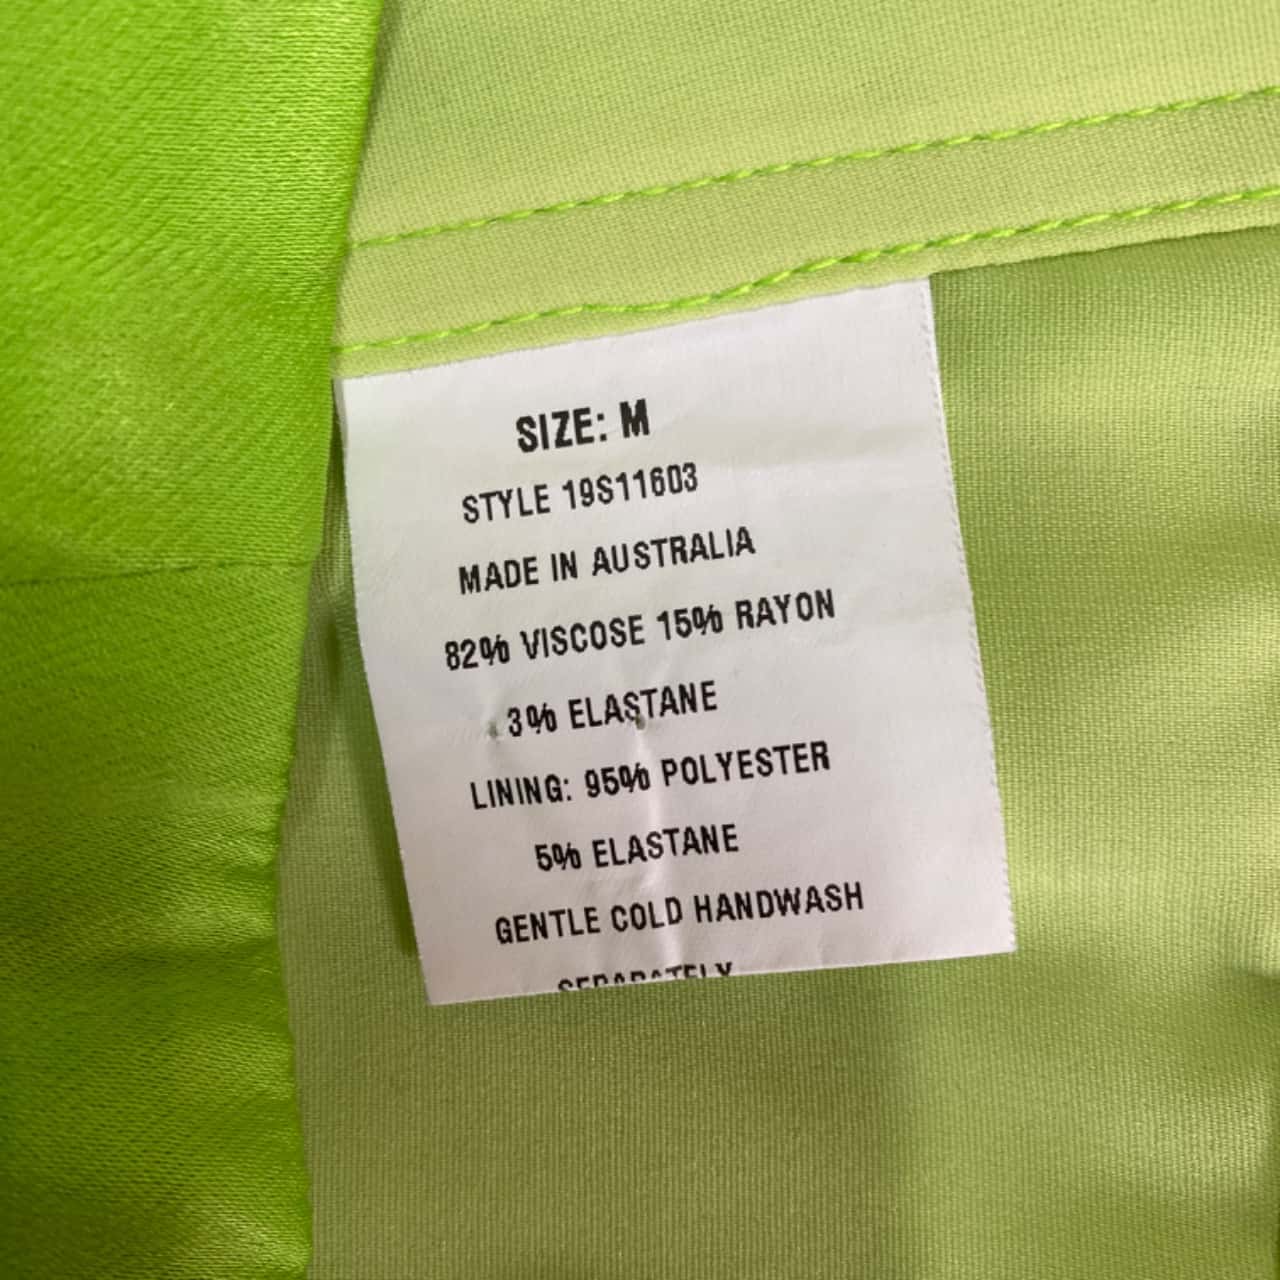 SIZE: M
STYLE 19S11603
MADE IN AUSTRALIA
82% VISCOSE 15% RAYON
3% ELASTANE
LINING: 95% POLYESTER
5% ELASTANE
GENTLE COLD HANDWASH
SEPARATELY